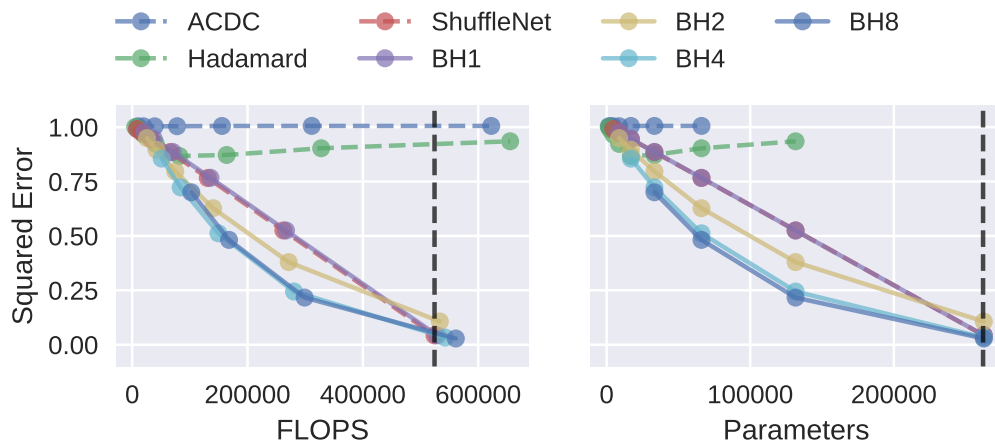 ACDC ShuffleNet BH2 BH8
Hadamard BH1 BH4
Squared Error
1.00
0.75
0.50
0.25
0.00
0 200000 400000 600000 0 100000 200000
FLOPS Parameters